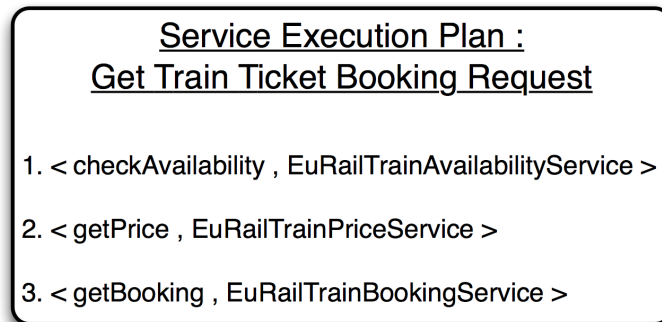 Service Execution Plan :
Get Train Ticket Booking Request
1. < checkAvailability , EuRailTrainAvailabilityService >
2. < getPrice , EuRailTrainPriceService >
3. < getBooking , EuRailTrainBookingService >